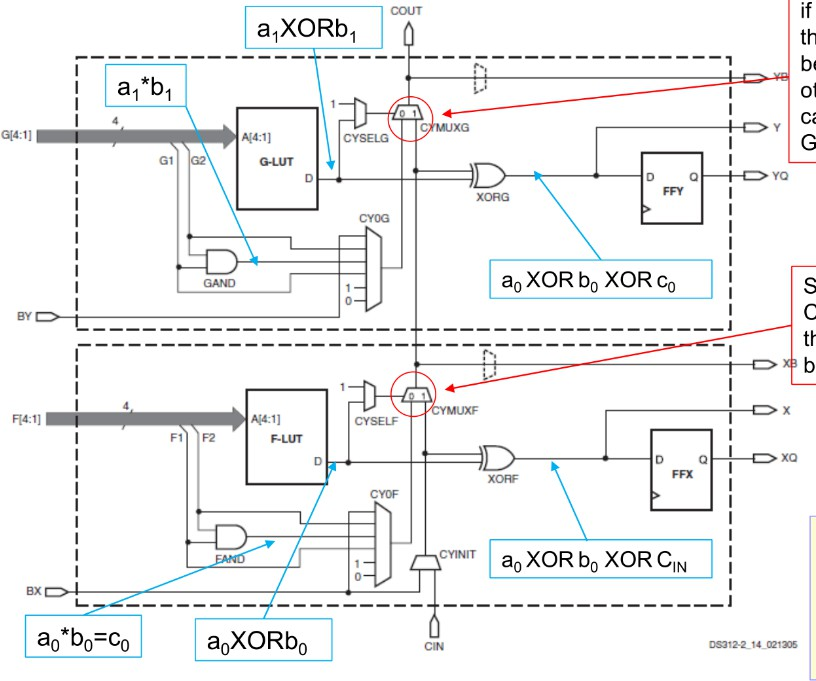 COUT
a₁XORb₁
if
th
be
ot
ca
G
YB
a₁*b₁
1
0 1
CYSELG
CYMUXG
G[4:1]
4
A[4:1]
G1
G2
G-LUT
D
Y
XORG
D
Q
FFY
YQ
CY0G
GAND
1
0
a₀ XOR b₀ XOR c₀
BY
S
C
th
b
XB
1
0 1
CYSELF
CYMUXF
F[4:1]
4
A[4:1]
F1
F2
F-LUT
D
X
XORF
D
Q
FFX
XQ
CY0F
FAND
1
0
CYINIT
a₀ XOR b₀ XOR C_IN
BX
a₀*b₀=c₀
a₀XORb₀
CIN
DS312-2_14_021305